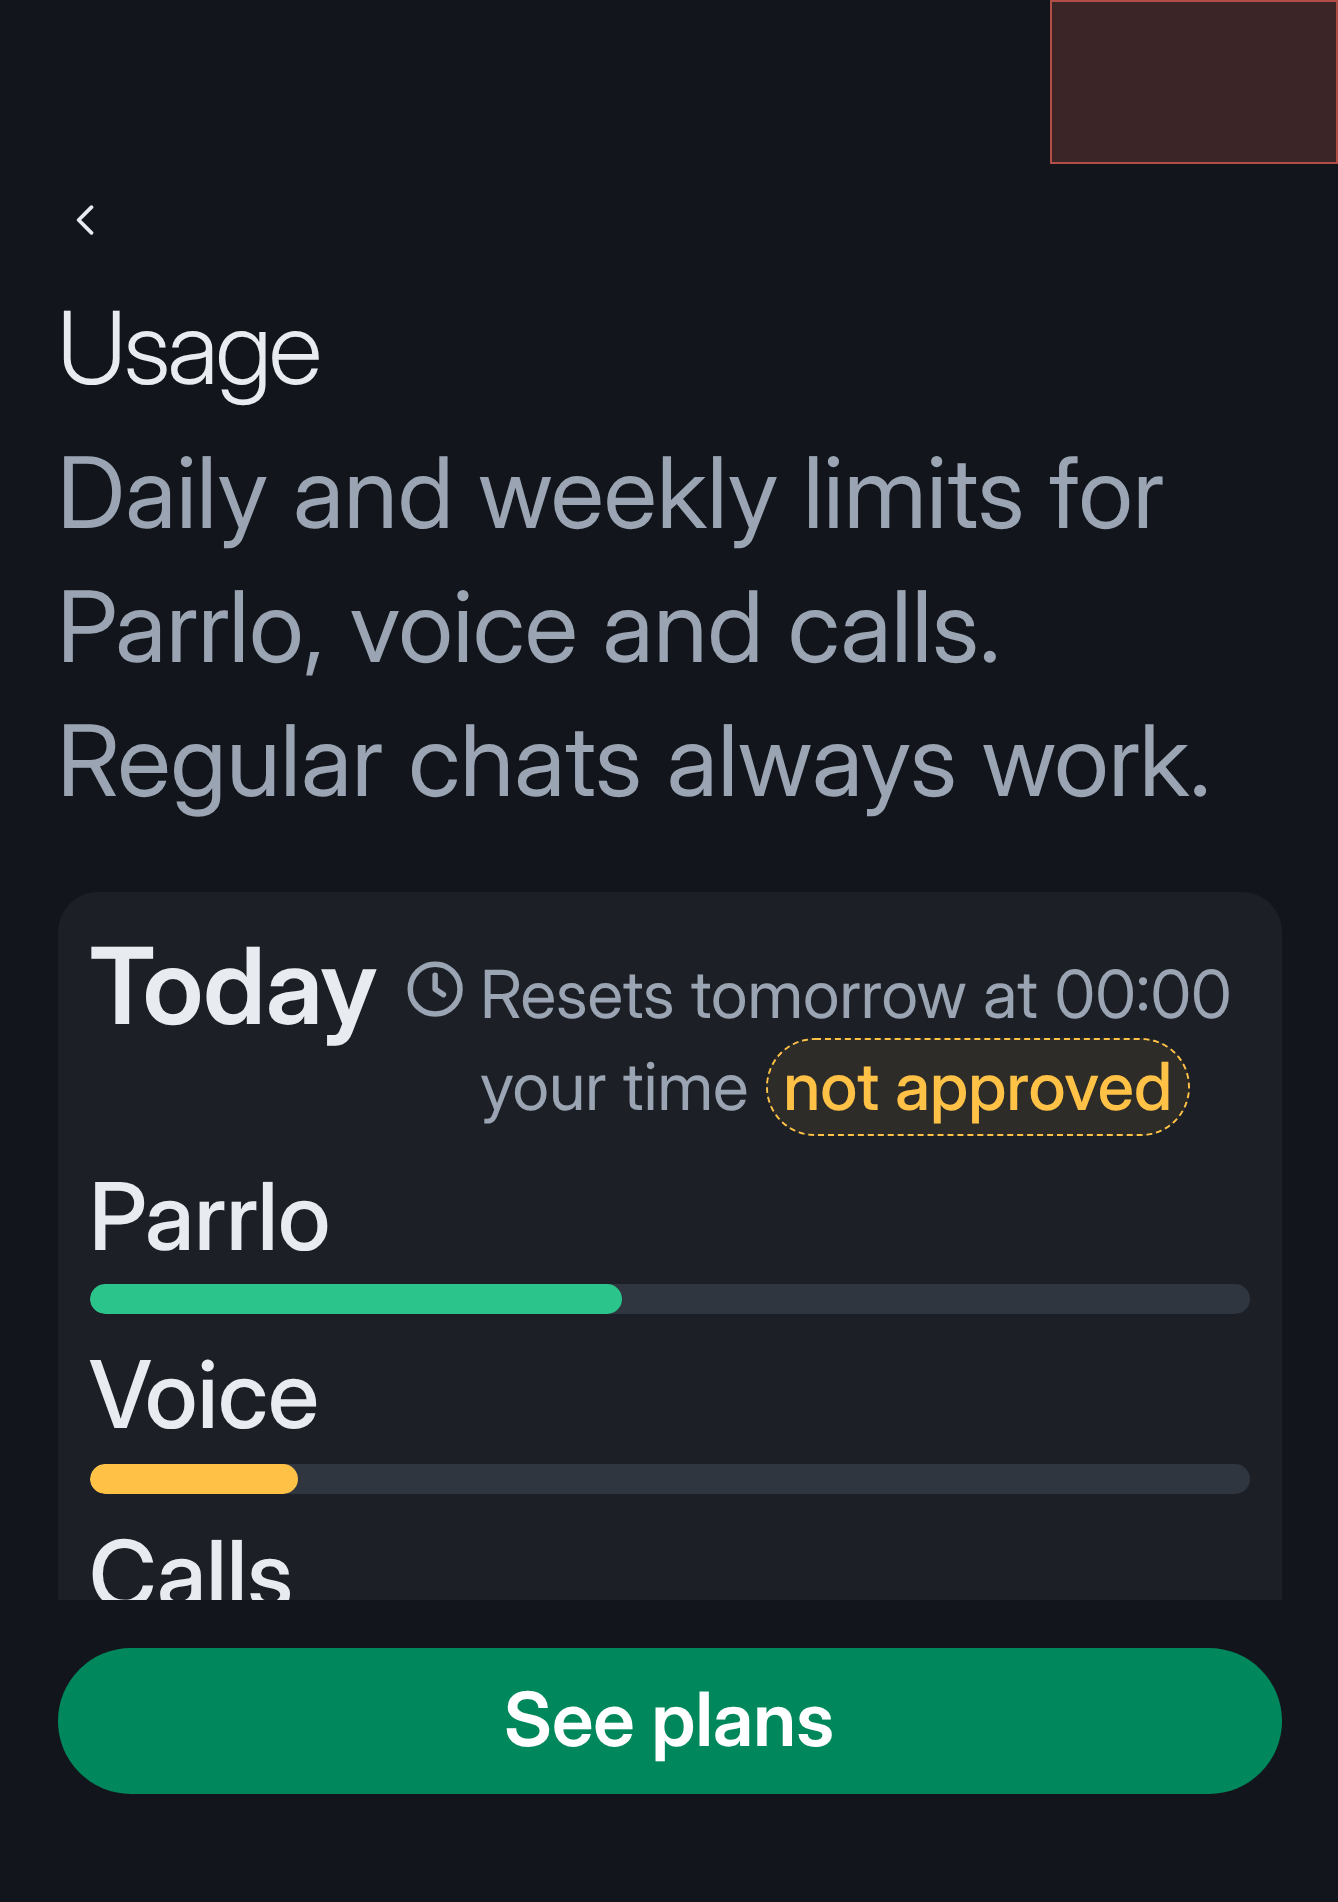 Usage
Daily and weekly limits for
Parrlo, voice and calls.
Regular chats always work.
Today
Resets tomorrow at 00:00
your time not approved
Parrlo
Voice
Calls
See plans